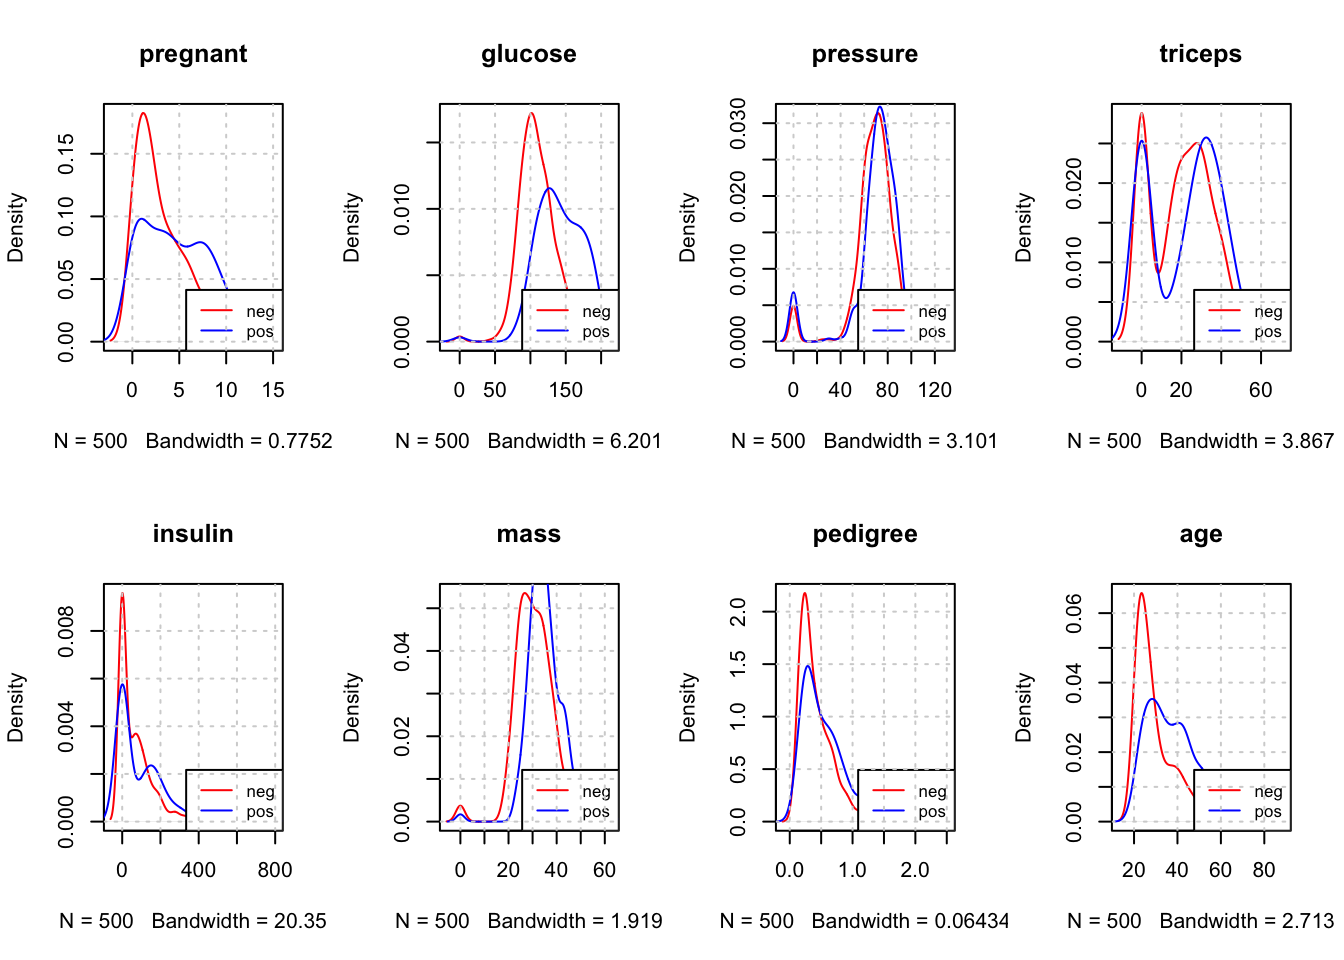 pregnant
Density
0.00 0.05 0.10 0.15
0 5 10 15
neg
pos
N = 500 Bandwidth = 0.7752
glucose
Density
0.000 0.010
0 50 150
neg
pos
N = 500 Bandwidth = 6.201
pressure
Density
0.000 0.010 0.020 0.030
0 40 80 120
neg
pos
N = 500 Bandwidth = 3.101
triceps
Density
0.000 0.010 0.020
0 20 60
neg
pos
N = 500 Bandwidth = 3.867
insulin
Density
0.000 0.004 0.008
0 400 800
neg
pos
N = 500 Bandwidth = 20.35
mass
Density
0.00 0.02 0.04
0 20 40 60
neg
pos
N = 500 Bandwidth = 1.919
pedigree
Density
0.0 0.5 1.0 1.5 2.0
0.0 1.0 2.0
neg
pos
N = 500 Bandwidth = 0.06434
age
Density
0.00 0.02 0.04 0.06
20 40 60 80
neg
pos
N = 500 Bandwidth = 2.713